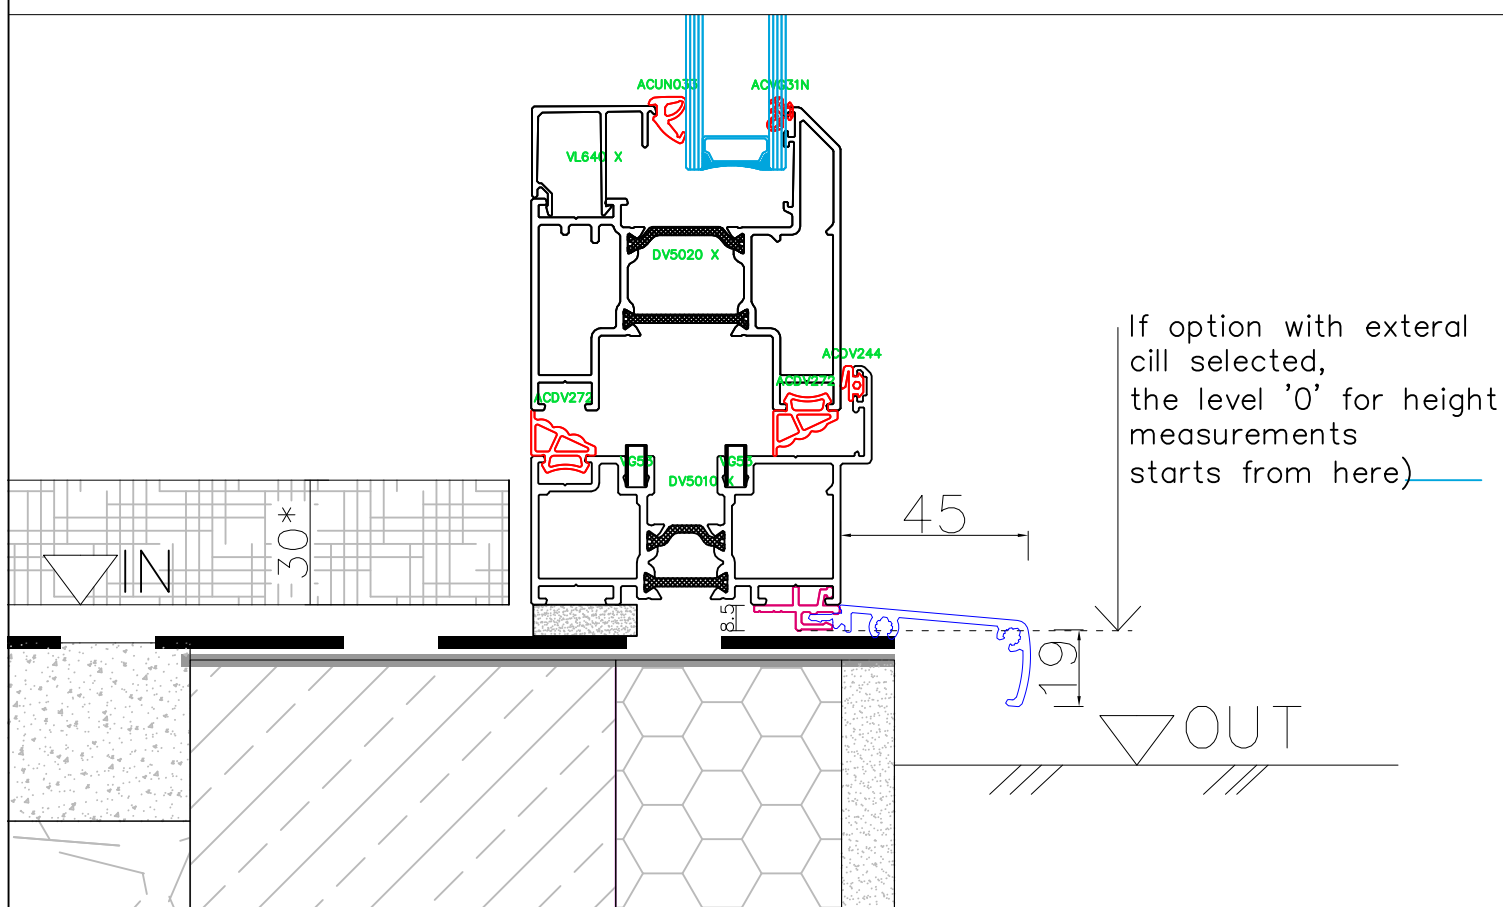 ACUN033
ACVG31N
VL640 X
DV5020 X
ACDV244
ACDV272
ACDV272
VG53
VG53
DV5010 X
If option with exteral
cill selected,
the level '0' for height
measurements
starts from here)
45
30*
IN
8.5
19
OUT